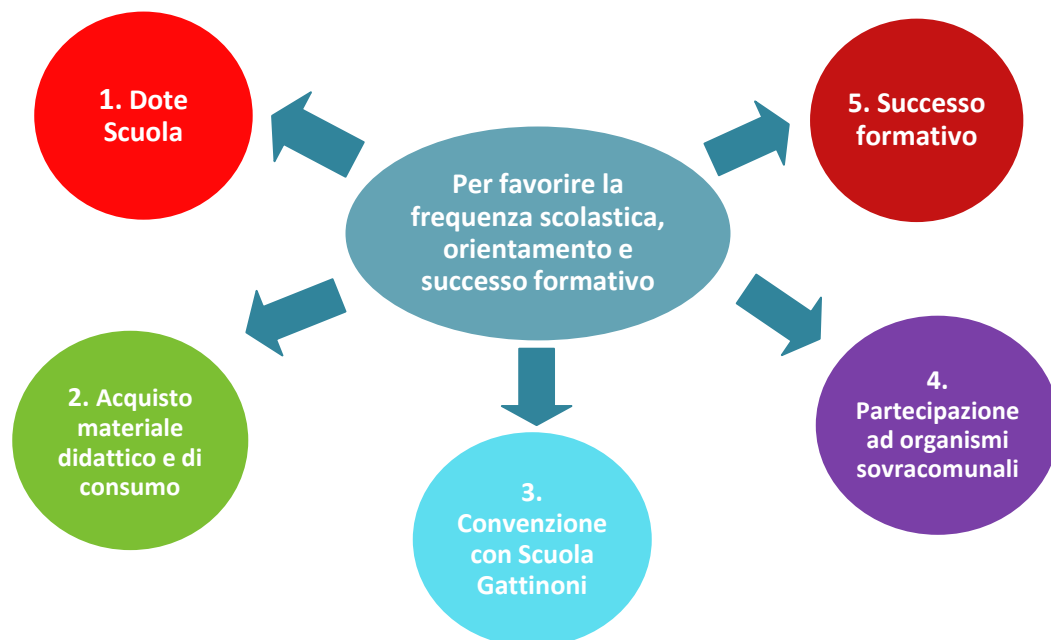 Per favorire la
frequenza scolastica,
orientamento e
successo formativo
1. Dote
Scuola
2. Acquisto
materiale
didattico e di
consumo
3.
Convenzione
con Scuola
Gattinoni
4.
Partecipazione
ad organismi
sovracomunali
5. Successo
formativo